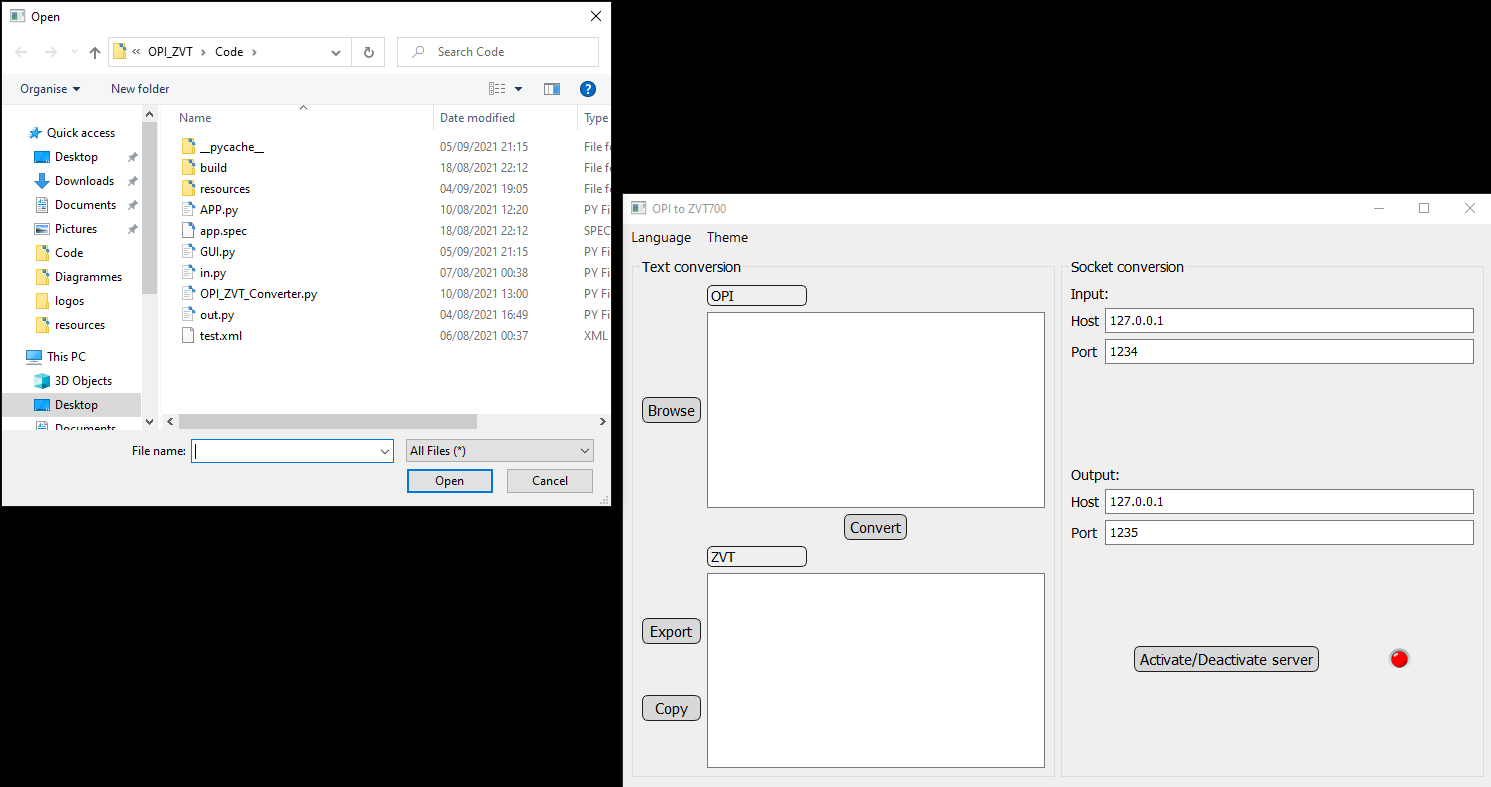 Open
« OPI_ZVT › Code ›
Search Code
Organise
New folder
?
Name
Date modified
Type
Quick access
Desktop
Downloads
Documents
Pictures
Code
Diagrammes
logos
resources
This PC
3D Objects
Desktop
Documents
__pycache__ 05/09/2021 21:15 File fo
build 18/08/2021 22:12 File fo
resources 04/09/2021 19:05 File fo
APP.py 10/08/2021 12:20 PY Fi
app.spec 18/08/2021 22:12 SPEC
GUI.py 05/09/2021 21:15 PY Fi
in.py 07/08/2021 00:38 PY Fi
OPI_ZVT_Converter.py 10/08/2021 13:00 PY Fi
out.py 04/08/2021 16:49 PY Fi
test.xml 06/08/2021 00:37 XML
File name:
All Files (*)
Open
Cancel
OPI to ZVT700
Language Theme
Text conversion
OPI
Browse
Convert
ZVT
Export
Copy
Socket conversion
Input:
Host 127.0.0.1
Port 1234
Output:
Host 127.0.0.1
Port 1235
Activate/Deactivate server